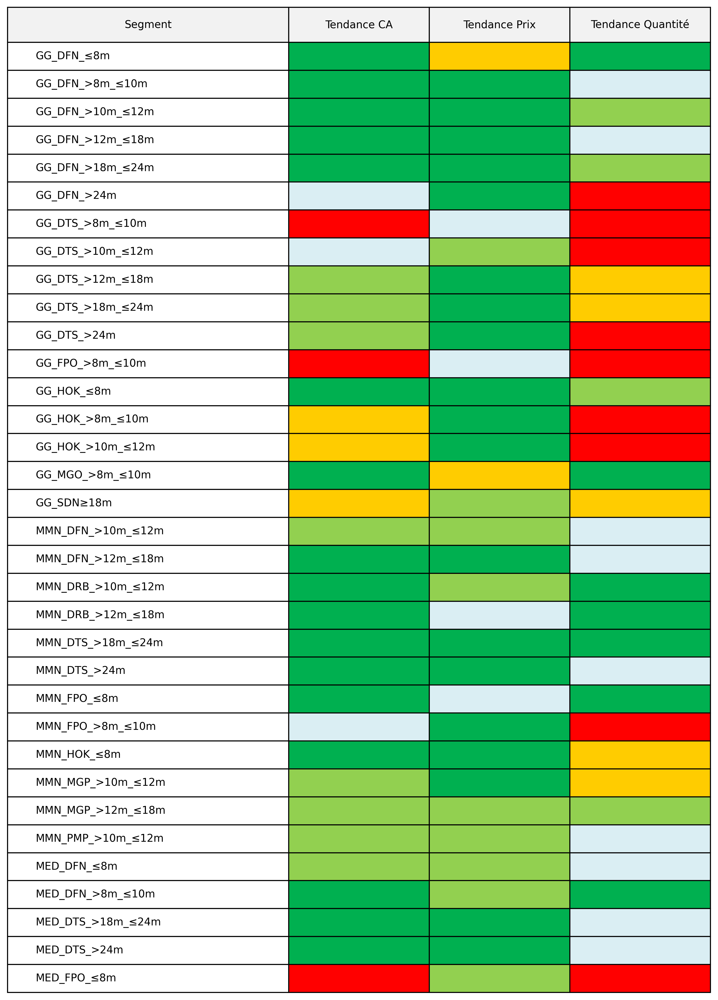 Segment Tendance CA Tendance Prix Tendance Quantité
GG_DFN_≤8m
GG_DFN_>8m_≤10m
GG_DFN_>10m_≤12m
GG_DFN_>12m_≤18m
GG_DFN_>18m_≤24m
GG_DFN_>24m
GG_DTS_>8m_≤10m
GG_DTS_>10m_≤12m
GG_DTS_>12m_≤18m
GG_DTS_>18m_≤24m
GG_DTS_>24m
GG_FPO_>8m_≤10m
GG_HOK_≤8m
GG_HOK_>8m_≤10m
GG_HOK_>10m_≤12m
GG_MGO_>8m_≤10m
GG_SDN≥18m
MMN_DFN_>10m_≤12m
MMN_DFN_>12m_≤18m
MMN_DRB_>10m_≤12m
MMN_DRB_>12m_≤18m
MMN_DTS_>18m_≤24m
MMN_DTS_>24m
MMN_FPO_≤8m
MMN_FPO_>8m_≤10m
MMN_HOK_≤8m
MMN_MGP_>10m_≤12m
MMN_MGP_>12m_≤18m
MMN_PMP_>10m_≤12m
MED_DFN_≤8m
MED_DFN_>8m_≤10m
MED_DTS_>18m_≤24m
MED_DTS_>24m
MED_FPO_≤8m